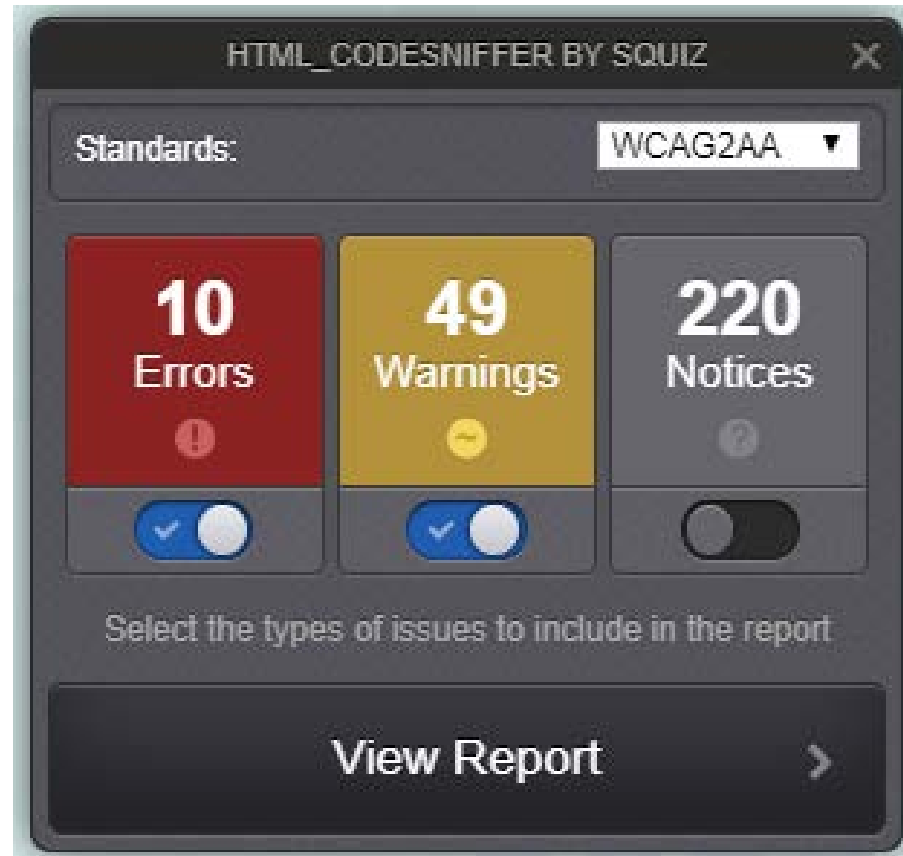 HTML_CODESNIFFER BY SQUIZ
Standards: WCAG2AA
10 49 220
Errors Warnings Notices
Select the types of issues to include in the report
View Report